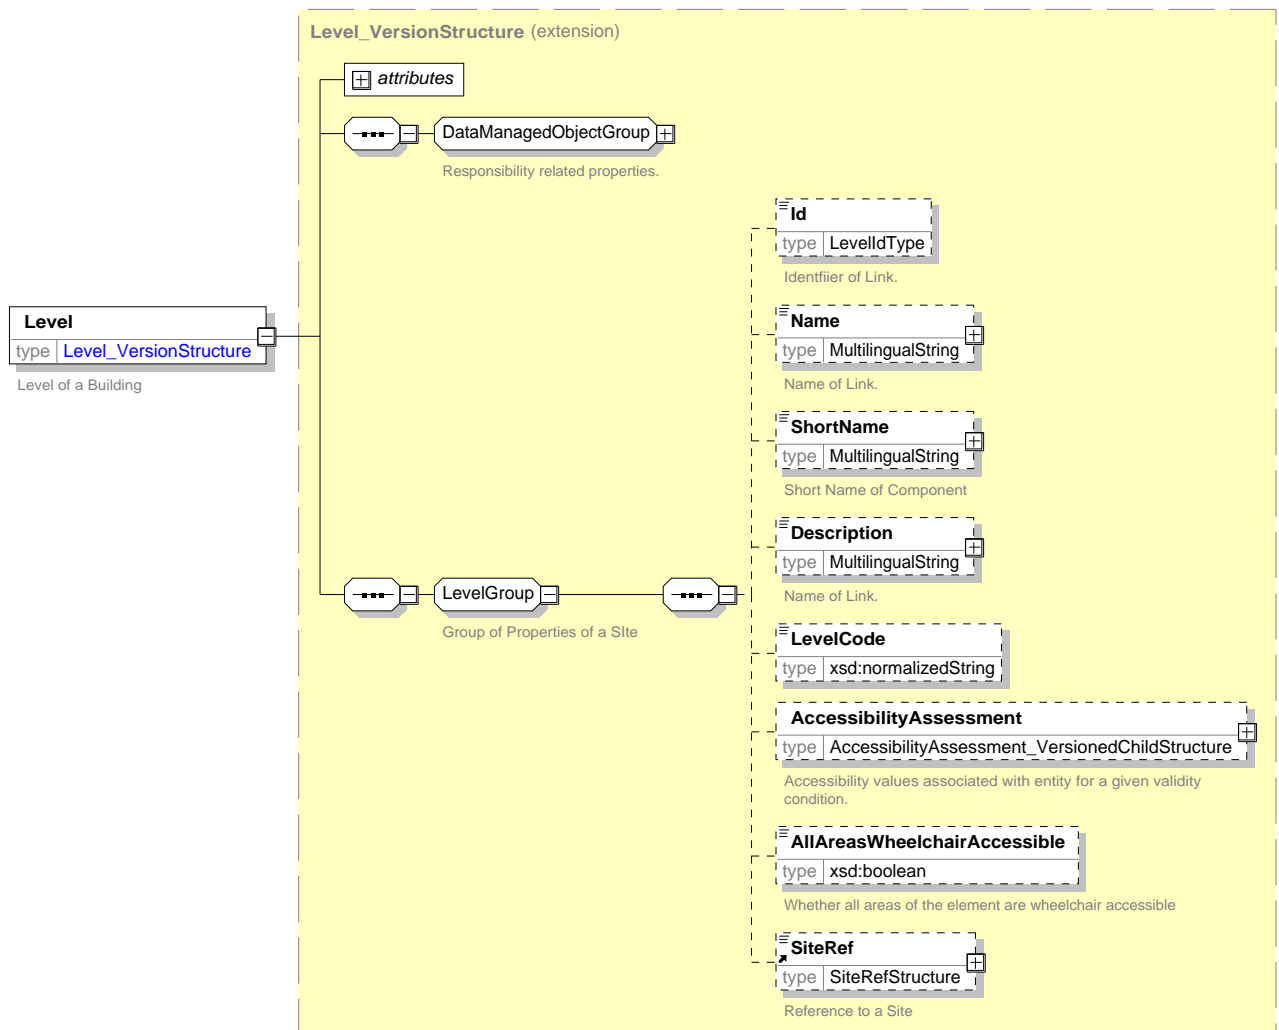 Level_VersionStructure (extension)
attributes
DataManagedObjectGroup
Responsibility related properties.
Id
type LevelIdType
Identfiier of Link.
Name
type MultilingualString
Name of Link.
Level
type Level_VersionStructure
Level of a Building
ShortName
type MultilingualString
Short Name of Component
Description
type MultilingualString
Name of Link.
LevelGroup
Group of Properties of a SIte
LevelCode
type xsd:normalizedString
AccessibilityAssessment
type AccessibilityAssessment_VersionedChildStructure
Accessibility values associated with entity for a given validity
condition.
AllAreasWheelchairAccessible
type xsd:boolean
Whether all areas of the element are wheelchair accessible
SiteRef
type SiteRefStructure
Reference to a Site